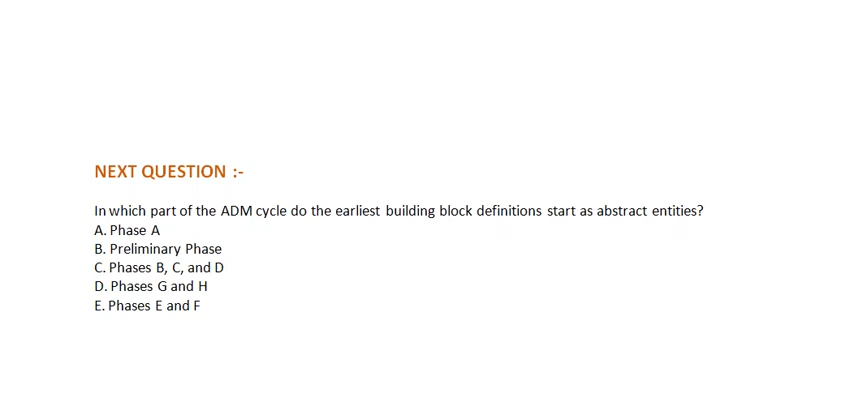 NEXT QUESTION :-
In which part of the ADM cycle do the earliest building block definitions start as abstract entities?
A. Phase A
B. Preliminary Phase
C. Phases B, C, and D
D. Phases G and H
E. Phases E and F